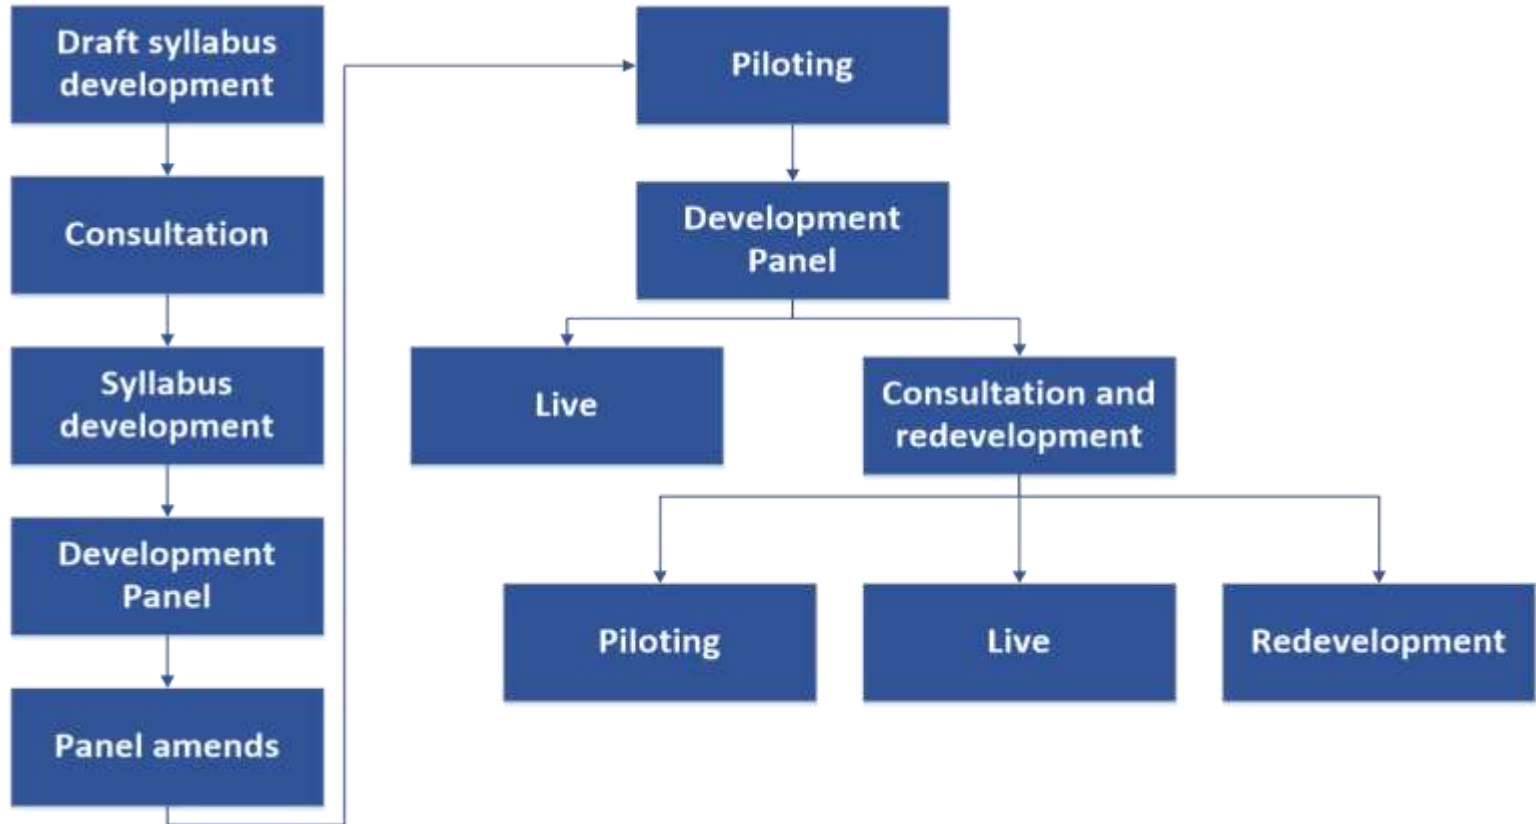 Draft syllabus
development
Consultation
Syllabus
development
Development
Panel
Panel amends
Piloting
Development
Panel
Live
Consultation and
redevelopment
Piloting
Live
Redevelopment